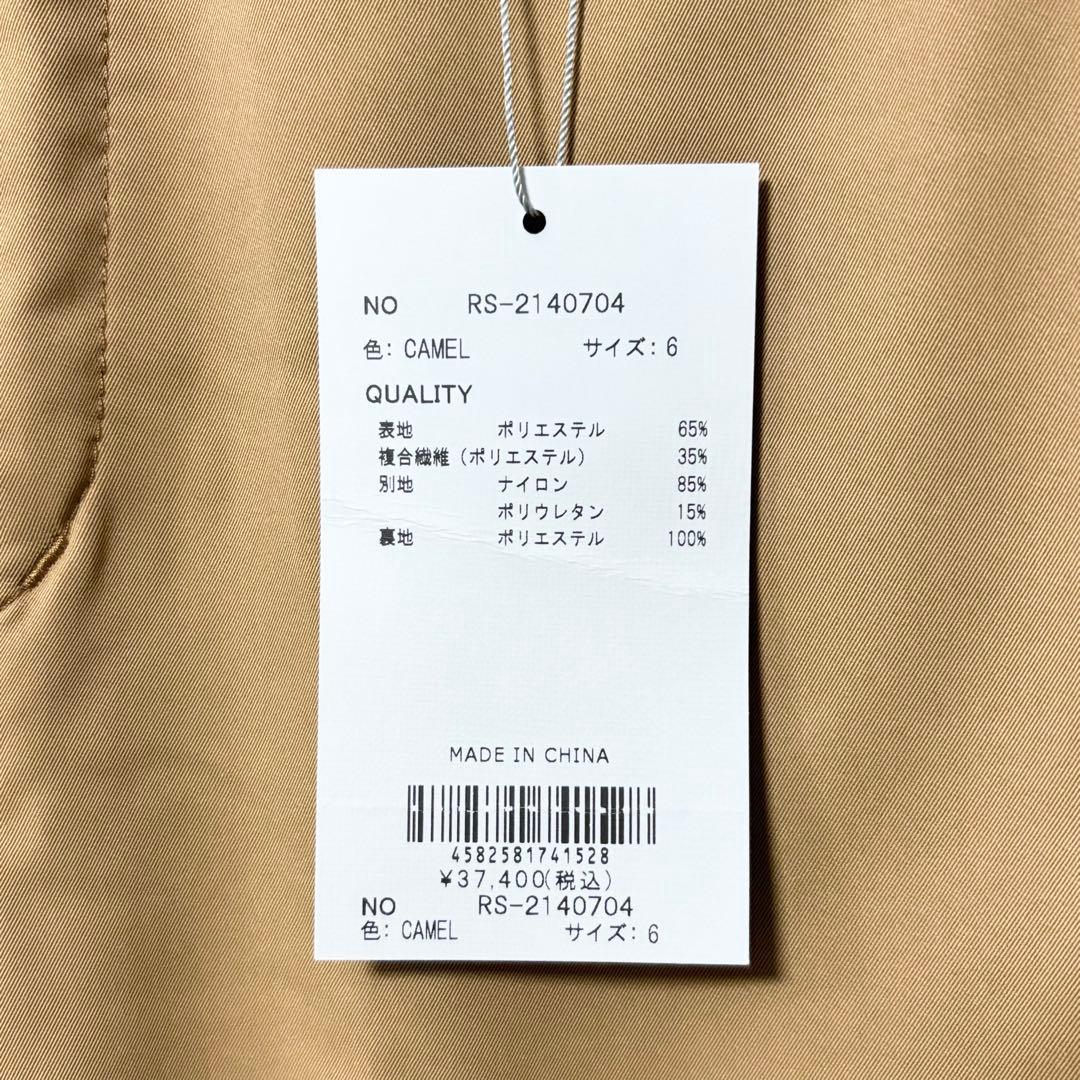 NO RS-2140704
色: CAMEL サイズ: 6
QUALITY
表地 ポリエステル 65%
複合繊維(ポリエステル) 35%
別地 ナイロン 85%
ポリウレタン 15%
裏地 ポリエステル 100%
MADE IN CHINA
4582581741528
¥37,400(税込)
NO RS-2140704
色: CAMEL サイズ: 6